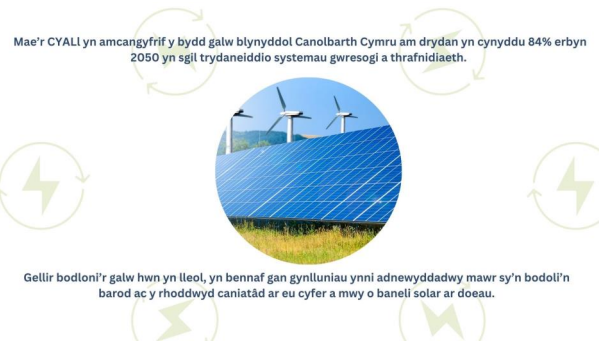 Mae'r CYALl yn amcangyfrif y bydd galw blynyddol Canolbarth Cymru am drydan yn cynyddu 84% erbyn
2050 yn sgil trydaneiddio systemau gwresogi a thrafnidiaeth.
Gellir bodloni'r galw hwn yn lleol, yn bennaf gan gynlluniau ynni adnewyddadwy mawr sy'n bodoli'n
barod ac y rhoddwyd caniatâd ar eu cyfer a mwy o baneli solar ar doeau.